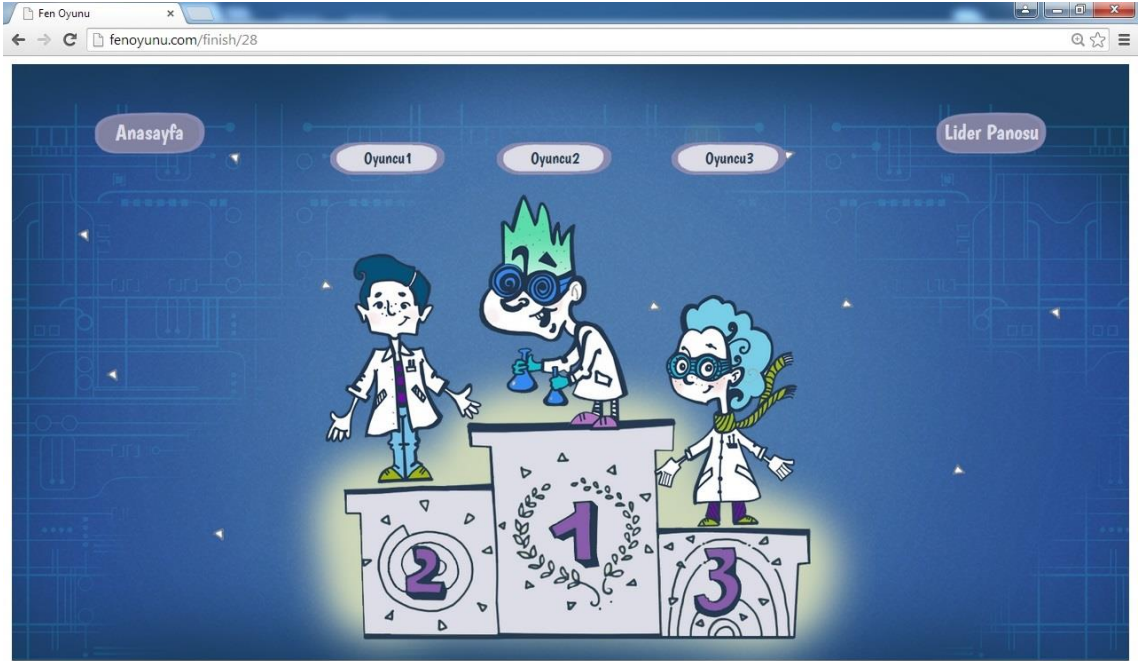 Fen Oyunu
fenoyunu.com/finish/28
Anasayfa
Lider Panosu
Oyuncu1
Oyuncu2
Oyuncu3
2
1
3